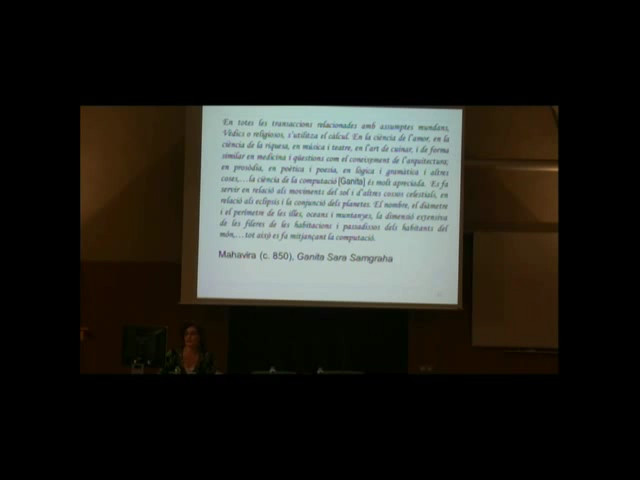 En totes les transaccions relacionades amb assumptes mundans,
Vèdics o religiosos, s'utilitza el càlcul. En la ciència de l'amor, en la
ciència de la riquesa, en música i teatre, en l'art de cuinar, i de forma
similar en medicina i qüestions com el coneixement de l'arquitectura;
en prosòdia, en poètica i poesia, en lògica i gramàtica i altres
coses,…la ciència de la computació [Ganita] és molt apreciada. Es fa
servir en relació als moviments del sol i d'altres cossos celestials, en
relació als eclipsis i la conjunció dels planetes. El nombre, el diàmetre
i el perímetre de les illes, oceans i muntanyes, la dimensió extensiva
de les fileres de les habitacions i passadissos dels habitants del
món,…tot això es fa mitjançant la computació.
Mahavira (c. 850), Ganita Sara Samgraha